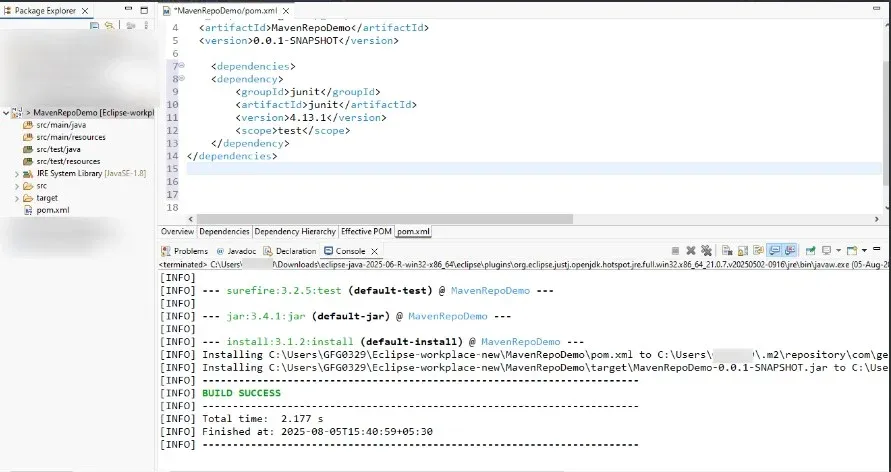 Package Explorer
> MavenRepoDemo [Eclipse-workpl
src/main/java
src/main/resources
src/test/java
src/test/resources
JRE System Library [JavaSE-1.8]
src
target
pom.xml
*MavenRepoDemo/pom.xml
4 <artifactId>MavenRepoDemo</artifactId>
5 <version>0.0.1-SNAPSHOT</version>
6
7 <dependencies>
8 <dependency>
9 <groupId>junit</groupId>
10 <artifactId>junit</artifactId>
11 <version>4.13.1</version>
12 <scope>test</scope>
13 </dependency>
14 </dependencies>
15
16
17
18
Overview Dependencies Dependency Hierarchy Effective POM pom.xml
Problems @ Javadoc Declaration Console
<terminated> C:\Users\ \Downloads\eclipse-java-2025-06-R-win32-x86_64\eclipse\plugins\org.eclipse.justj.openjdk.hotspot.jre.full.win32.x86_64_21.0.7.v20250502-0916\jre\bin\javaw.exe (05-Aug-20
[INFO]
[INFO] --- surefire:3.2.5:test (default-test) @ MavenRepoDemo ---
[INFO]
[INFO] --- jar:3.4.1:jar (default-jar) @ MavenRepoDemo ---
[INFO]
[INFO] --- install:3.1.2:install (default-install) @ MavenRepoDemo ---
[INFO] Installing C:\Users\GFG0329\Eclipse-workplace-new\MavenRepoDemo\pom.xml to C:\Users\ \.m2\repository\com\ge
[INFO] Installing C:\Users\GFG0329\Eclipse-workplace-new\MavenRepoDemo\target\MavenRepoDemo-0.0.1-SNAPSHOT.jar to C:\Use
[INFO] ------------------------------------------------------------------------
[INFO] BUILD SUCCESS
[INFO] ------------------------------------------------------------------------
[INFO] Total time:  2.177 s
[INFO] Finished at: 2025-08-05T15:40:59+05:30
[INFO] ------------------------------------------------------------------------